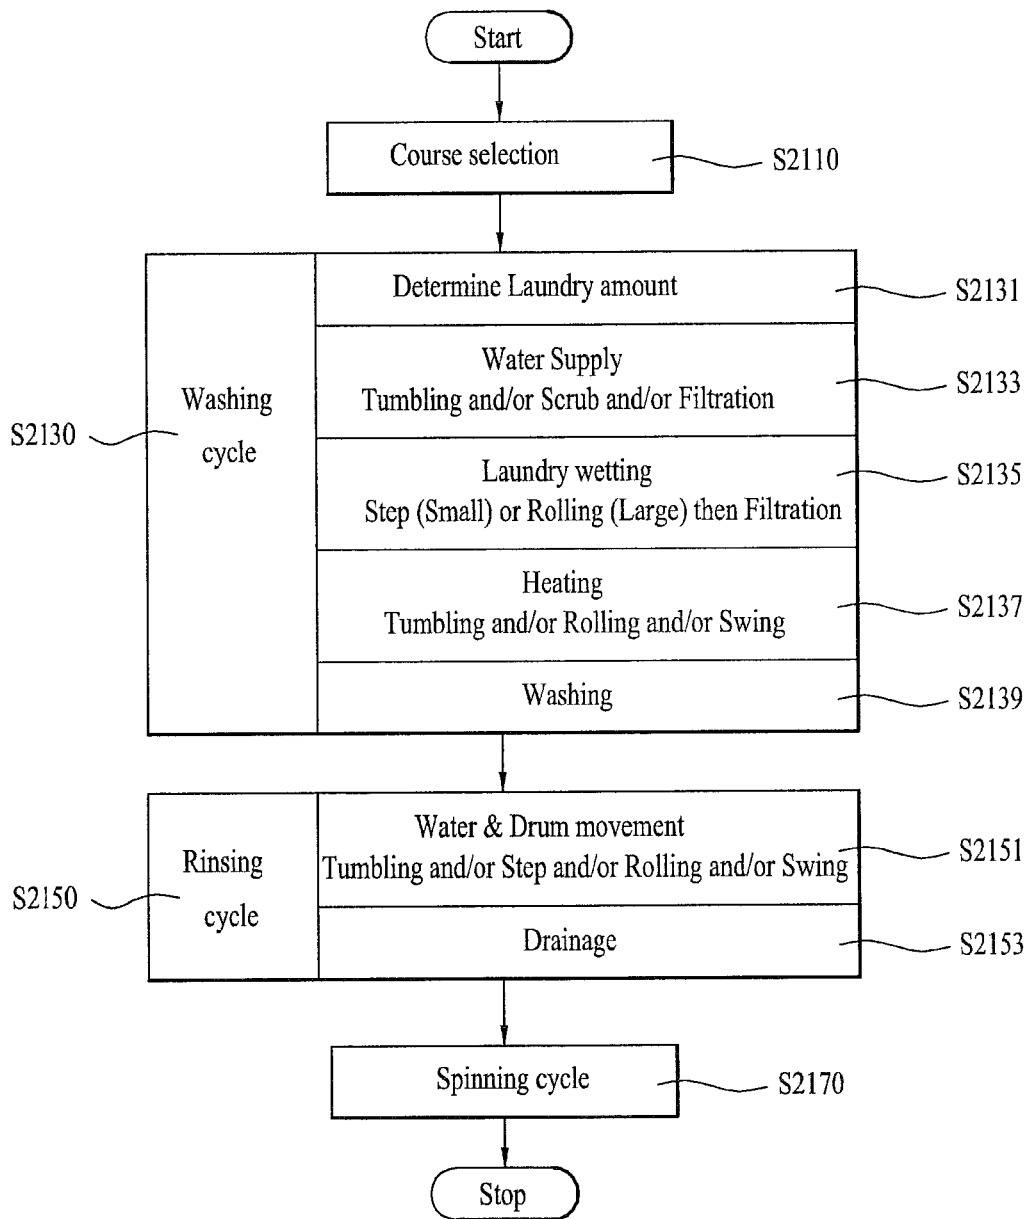 Start
Course selection
S2110
Determine Laundry amount
S2131
Water Supply
Tumbling and/or Scrub and/or Filtration
S2133
Washing
cycle
S2130
Laundry wetting
Step (Small) or Rolling (Large) then Filtration
S2135
Heating
Tumbling and/or Rolling and/or Swing
S2137
Washing
S2139
Water & Drum movement
Tumbling and/or Step and/or Rolling and/or Swing
S2151
Rinsing
cycle
S2150
Drainage
S2153
Spinning cycle
S2170
Stop